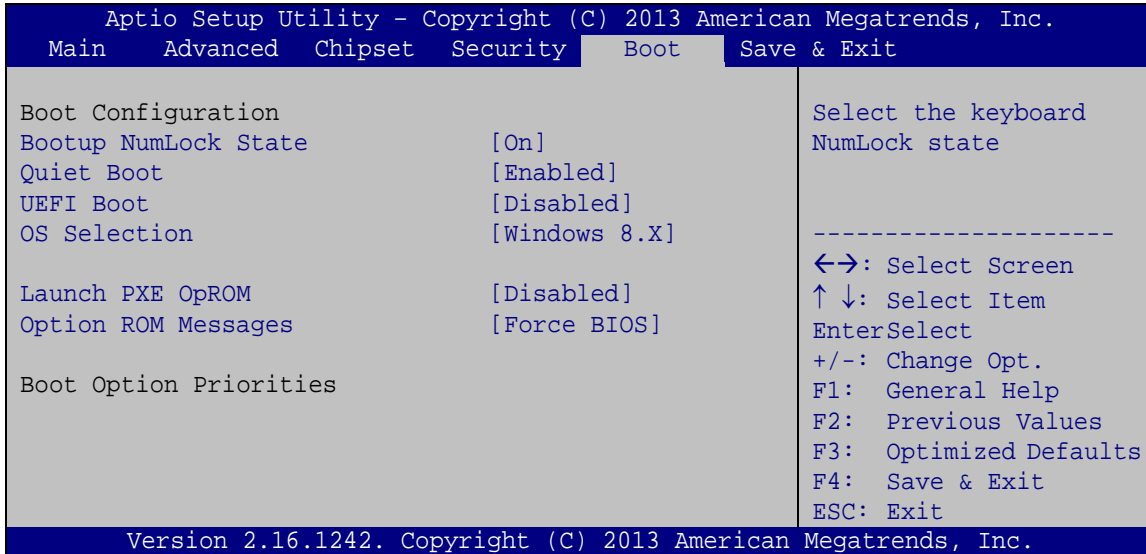 Aptio Setup Utility – Copyright (C) 2013 American Megatrends, Inc.
Main Advanced Chipset Security Boot Save & Exit
Boot Configuration
Bootup NumLock State [On]
Quiet Boot [Enabled]
UEFI Boot [Disabled]
OS Selection [Windows 8.X]
Launch PXE OpROM [Disabled]
Option ROM Messages [Force BIOS]
Boot Option Priorities
Select the keyboard
NumLock state
---------------------
←→: Select Screen
↑ ↓: Select Item
EnterSelect
+/-: Change Opt.
F1: General Help
F2: Previous Values
F3: Optimized Defaults
F4: Save & Exit
ESC: Exit
Version 2.16.1242. Copyright (C) 2013 American Megatrends, Inc.